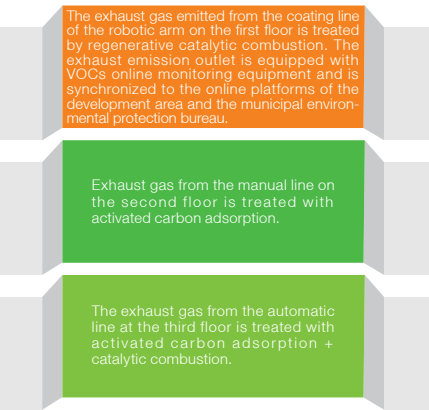 The exhaust gas emitted from the coating line
of the robotic arm on the first floor is treated
by regenerative catalytic combustion. The
exhaust emission outlet is equipped with
VOCs online monitoring equipment and is
synchronized to the online platforms of the
development area and the municipal environ-
mental protection bureau.
Exhaust gas from the manual line on
the second floor is treated with
activated carbon adsorption.
The exhaust gas from the automatic
line at the third floor is treated with
activated carbon adsorption +
catalytic combustion.